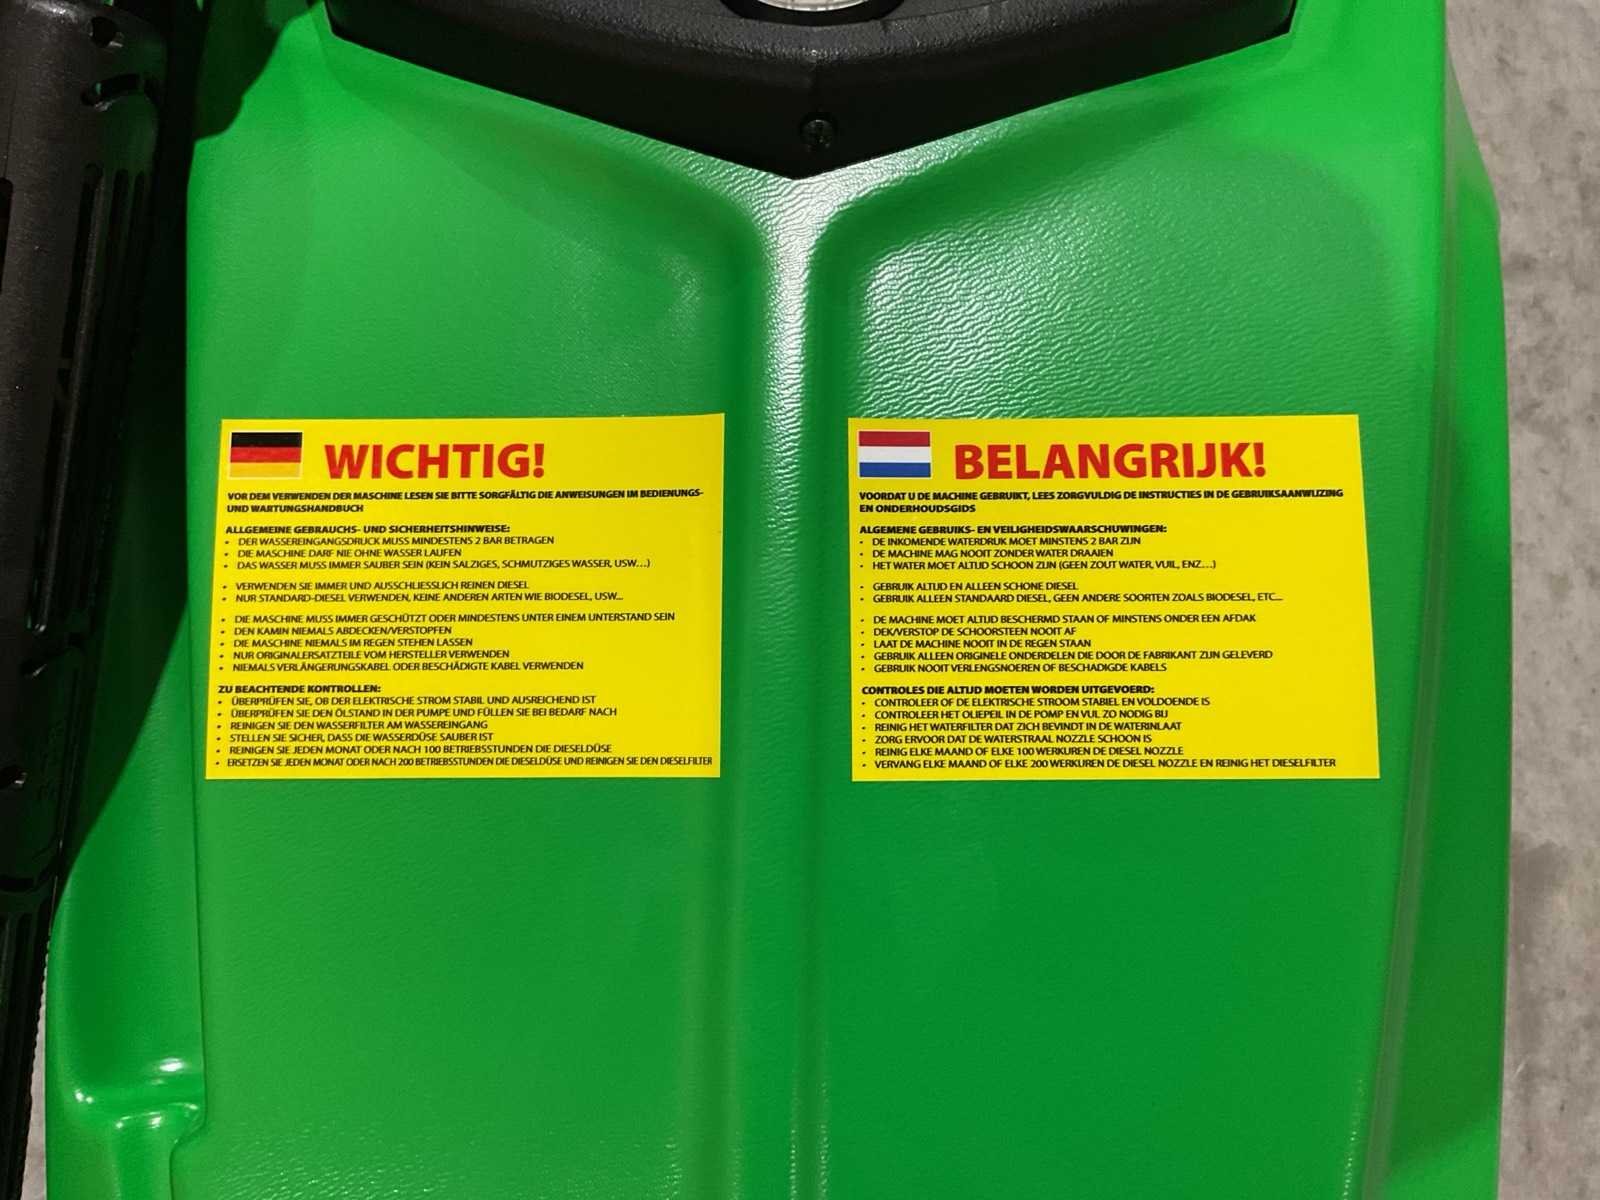 WICHTIG!
VOR DEM VERWENDEN DER MASCHINE LESEN SIE BITTE SORGFÄLTIG DIE ANWEISUNGEN IM BEDIENUNGS-
UND WARTUNGSHANDBUCH
ALLGEMEINE GEBRAUCHS- UND SICHERHEITSHINWEISE:
• DER WASSEREINGANGSDRUCK MUSS MINDESTENS 2 BAR BETRAGEN
• DIE MASCHINE DARF NIE OHNE WASSER LAUFEN
• DAS WASSER MUSS IMMER SAUBER SEIN (KEIN SALZIGES, SCHMUTZIGES WASSER, USW…)
• VERWENDEN SIE IMMER UND AUSSCHLIESSLICH REINEN DIESEL
• NUR STANDARD-DIESEL VERWENDEN, KEINE ANDEREN ARTEN WIE BIODESEL, USW...
• DIE MASCHINE MUSS IMMER GESCHÜTZT ODER MINDESTENS UNTER EINEM UNTERSTAND SEIN
• DEN KAMIN NIEMALS ABDECKEN/VERSTOPFEN
• DIE MASCHINE NIEMALS IM REGEN STEHEN LASSEN
• NUR ORIGINALERSATZTEILE VOM HERSTELLER VERWENDEN
• NIEMALS VERLÄNGERUNGSKABEL ODER BESCHÄDIGTE KABEL VERWENDEN
ZU BEACHTENDE KONTROLLEN:
• ÜBERPRÜFEN SIE, OB DER ELEKTRISCHE STROM STABIL UND AUSREICHEND IST
• ÜBERPRÜFEN SIE DEN ÖLSTAND IN DER PUMPE UND FÜLLEN SIE BEI BEDARF NACH
• REINIGEN SIE DEN WASSERFILTER AM WASSEREINGANG
• STELLEN SIE SICHER, DASS DIE WASSERDÜSE SAUBER IST
• REINIGEN SIE JEDEN MONAT ODER NACH 100 BETRIEBSSTUNDEN DIE DIESELDÜSE
• ERSETZEN SIE JEDEN MONAT ODER NACH 200 BETRIEBSSTUNDEN DIE DIESELDÜSE UND REINIGEN SIE DEN DIESELFILTER
BELANGRIJK!
VOORDAT U DE MACHINE GEBRUIKT, LEES ZORGVULDIG DE INSTRUCTIES IN DE GEBRUIKSAANWIJZING
EN ONDERHOUDSGIDS
ALGEMENE GEBRUIKS- EN VEILIGHEIDSWAARSCHUWINGEN:
• DE INKOMENDE WATERDRUK MOET MINSTENS 2 BAR ZIJN
• DE MACHINE MAG NOOIT ZONDER WATER DRAAIEN
• HET WATER MOET ALTIJD SCHOON ZIJN (GEEN ZOUT WATER, VUIL, ENZ…)
• GEBRUIK ALTIJD EN ALLEEN SCHONE DIESEL
• GEBRUIK ALLEEN STANDAARD DIESEL, GEEN ANDERE SOORTEN ZOALS BIODESEL, ETC...
• DE MACHINE MOET ALTIJD BESCHERMD STAAN OF MINSTENS ONDER EEN AFDAK
• DEK/VERSTOP DE SCHOORSTEEN NOOIT AF
• LAAT DE MACHINE NOOIT IN DE REGEN STAAN
• GEBRUIK ALLEEN ORIGINELE ONDERDELEN DIE DOOR DE FABRIKANT ZIJN GELEVERD
• GEBRUIK NOOIT VERLENGSNOEREN OF BESCHADIGDE KABELS
CONTROLES DIE ALTIJD MOETEN WORDEN UITGEVOERD:
• CONTROLEER OF DE ELEKTRISCHE STROOM STABIEL EN VOLDOENDE IS
• CONTROLEER HET OLIEPEIL IN DE POMP EN VUL ZO NODIG BIJ
• REINIG HET WATERFILTER DAT ZICH BEVINDT IN DE WATERINLAAT
• ZORG ERVOOR DAT DE WATERSTRAAL NOZZLE SCHOON IS
• REINIG ELKE MAAND OF ELKE 100 WERKUREN DE DIESEL NOZZLE
• VERVANG ELKE MAAND OF ELKE 200 WERKUREN DE DIESEL NOZZLE EN REINIG HET DIESELFILTER